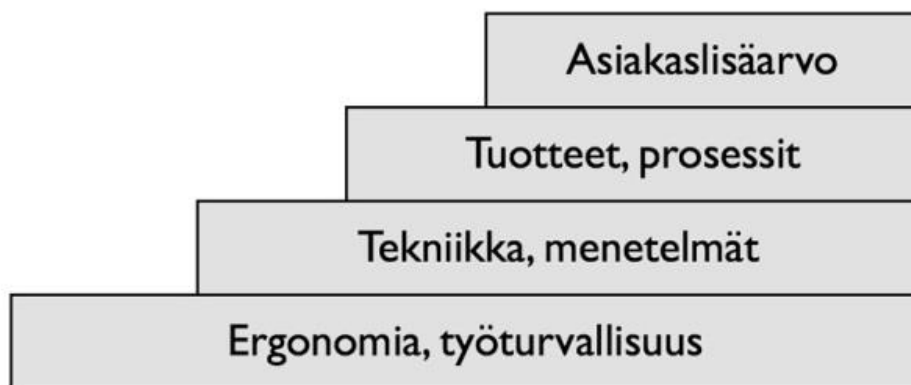 Asiakaslisäarvo
Tuotteet, prosessit
Tekniikka, menetelmät
Ergonomia, työturvallisuus